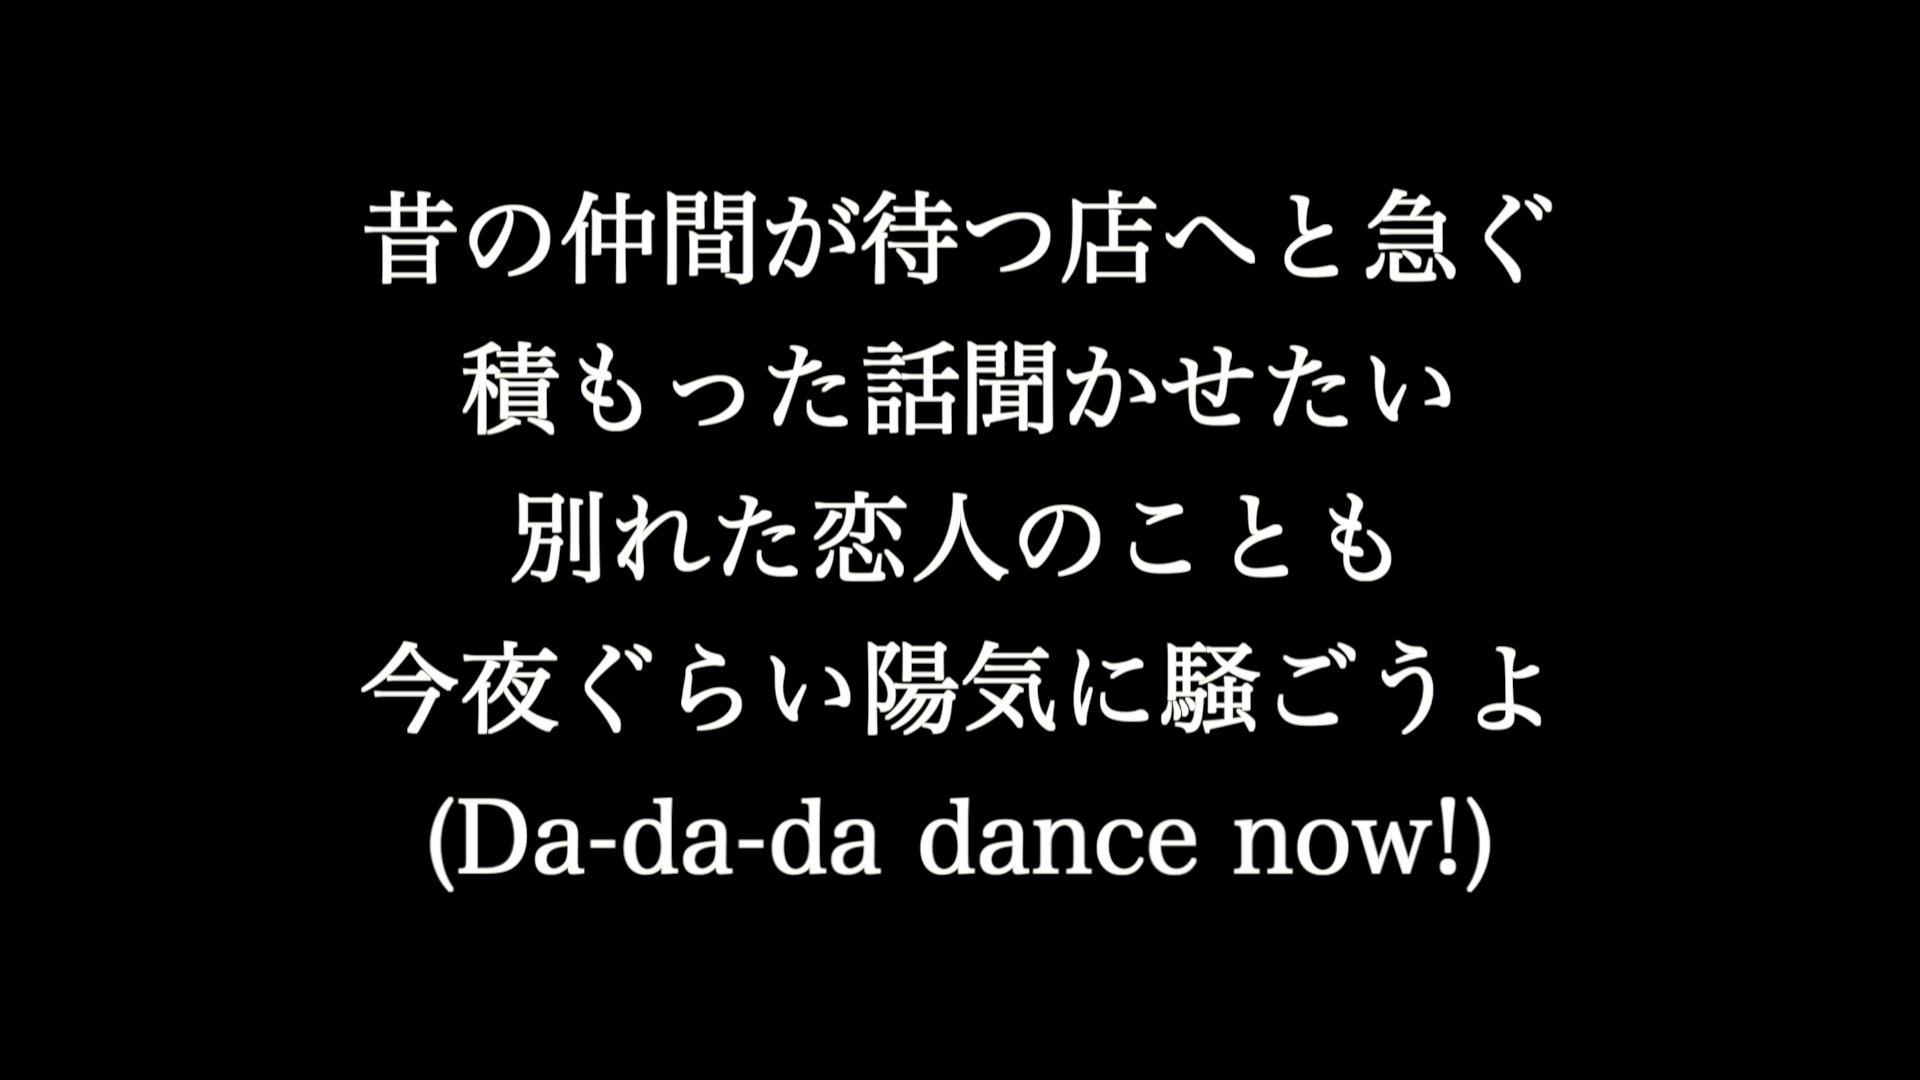 昔の仲間が待つ店へと急ぐ
積もった話聞かせたい
別れた恋人のことも
今夜ぐらい陽気に騒ごうよ
(Da-da-da dance now!)